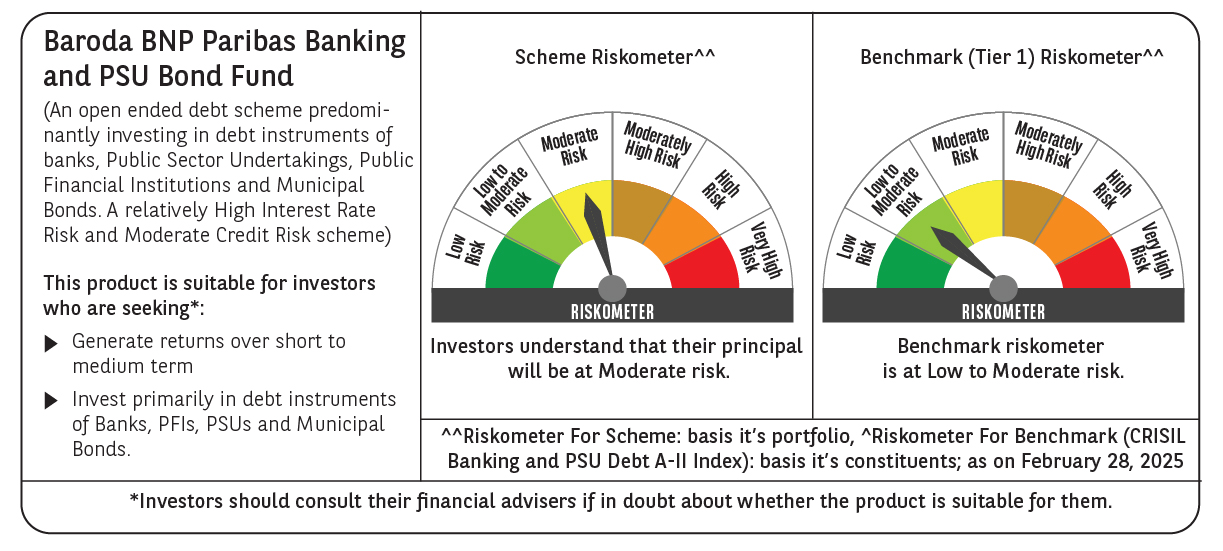 Baroda BNP Paribas Banking
and PSU Bond Fund
(An open ended debt scheme predomi-
nantly investing in debt instruments of
banks, Public Sector Undertakings, Public
Financial Institutions and Municipal
Bonds. A relatively High Interest Rate
Risk and Moderate Credit Risk scheme)
This product is suitable for investors
who are seeking*:
Generate returns over short to
medium term
Invest primarily in debt instruments
of Banks, PFIs, PSUs and Municipal
Bonds.
Scheme Riskometer^^
Low
Risk
Low to
Moderate
Risk
Moderate
Risk
Moderately
High Risk
High
Risk
Very High
Risk
RISKOMETER
Investors understand that their principal
will be at Moderate risk.
Benchmark (Tier 1) Riskometer^^
Low
Risk
Low to
Moderate
Risk
Moderate
Risk
Moderately
High Risk
High
Risk
Very High
Risk
RISKOMETER
Benchmark riskometer
is at Low to Moderate risk.
^^Riskometer For Scheme: basis it's portfolio, ^Riskometer For Benchmark (CRISIL
Banking and PSU Debt A-II Index): basis it's constituents; as on February 28, 2025
*Investors should consult their financial advisers if in doubt about whether the product is suitable for them.